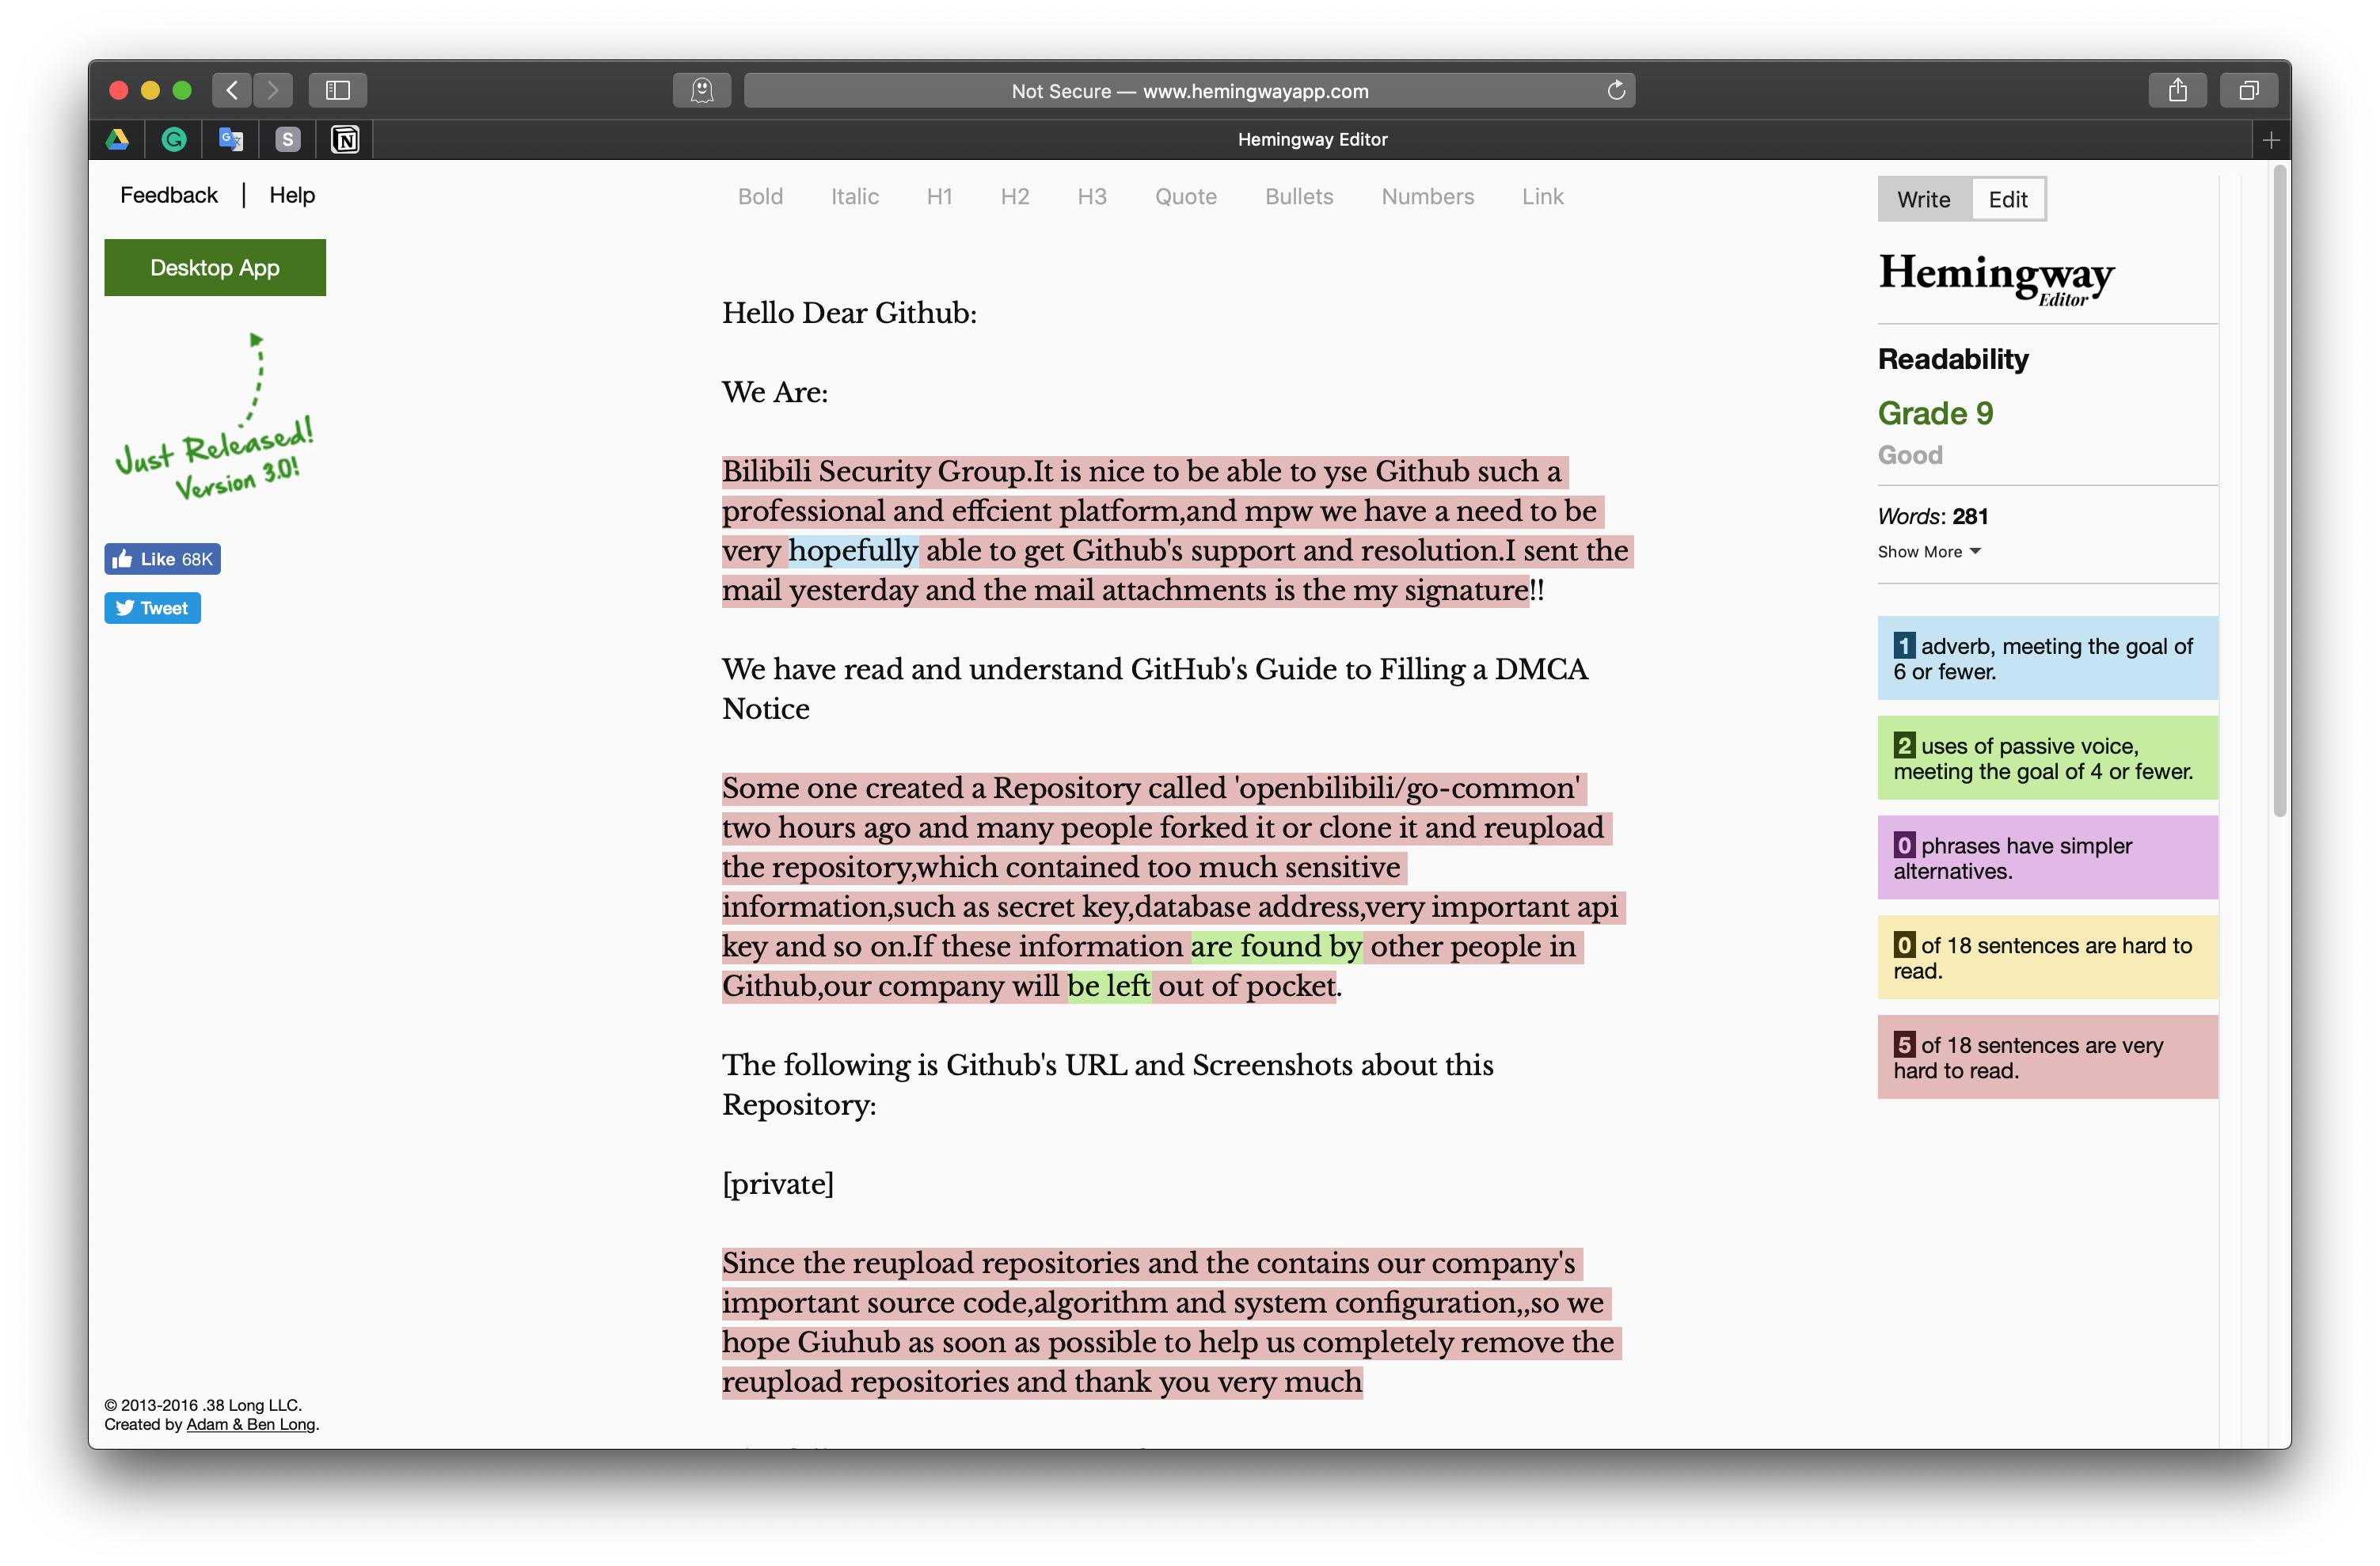 Not Secure — www.hemingwayapp.com
S
Hemingway Editor
Feedback | Help
Bold Italic H1 H2 H3 Quote Bullets Numbers Link
Write Edit
Desktop App
Just Released!
Version 3.0!
Like 68K
Tweet
Hello Dear Github:
We Are:
Bilibili Security Group.It is nice to be able to yse Github such a
professional and effcient platform,and mpw we have a need to be
very hopefully able to get Github's support and resolution.I sent the
mail yesterday and the mail attachments is the my signature!!
We have read and understand GitHub's Guide to Filling a DMCA
Notice
Some one created a Repository called 'openbilibili/go-common'
two hours ago and many people forked it or clone it and reupload
the repository,which contained too much sensitive
information,such as secret key,database address,very important api
key and so on.If these information are found by other people in
Github,our company will be left out of pocket.
The following is Github's URL and Screenshots about this
Repository:
[private]
Since the reupload repositories and the contains our company's
important source code,algorithm and system configuration,,so we
hope Giuhub as soon as possible to help us completely remove the
reupload repositories and thank you very much
Hemingway
Editor
Readability
Grade 9
Good
Words: 281
Show More
1 adverb, meeting the goal of
6 or fewer.
2 uses of passive voice,
meeting the goal of 4 or fewer.
0 phrases have simpler
alternatives.
0 of 18 sentences are hard to
read.
5 of 18 sentences are very
hard to read.
© 2013-2016 .38 Long LLC.
Created by Adam & Ben Long.